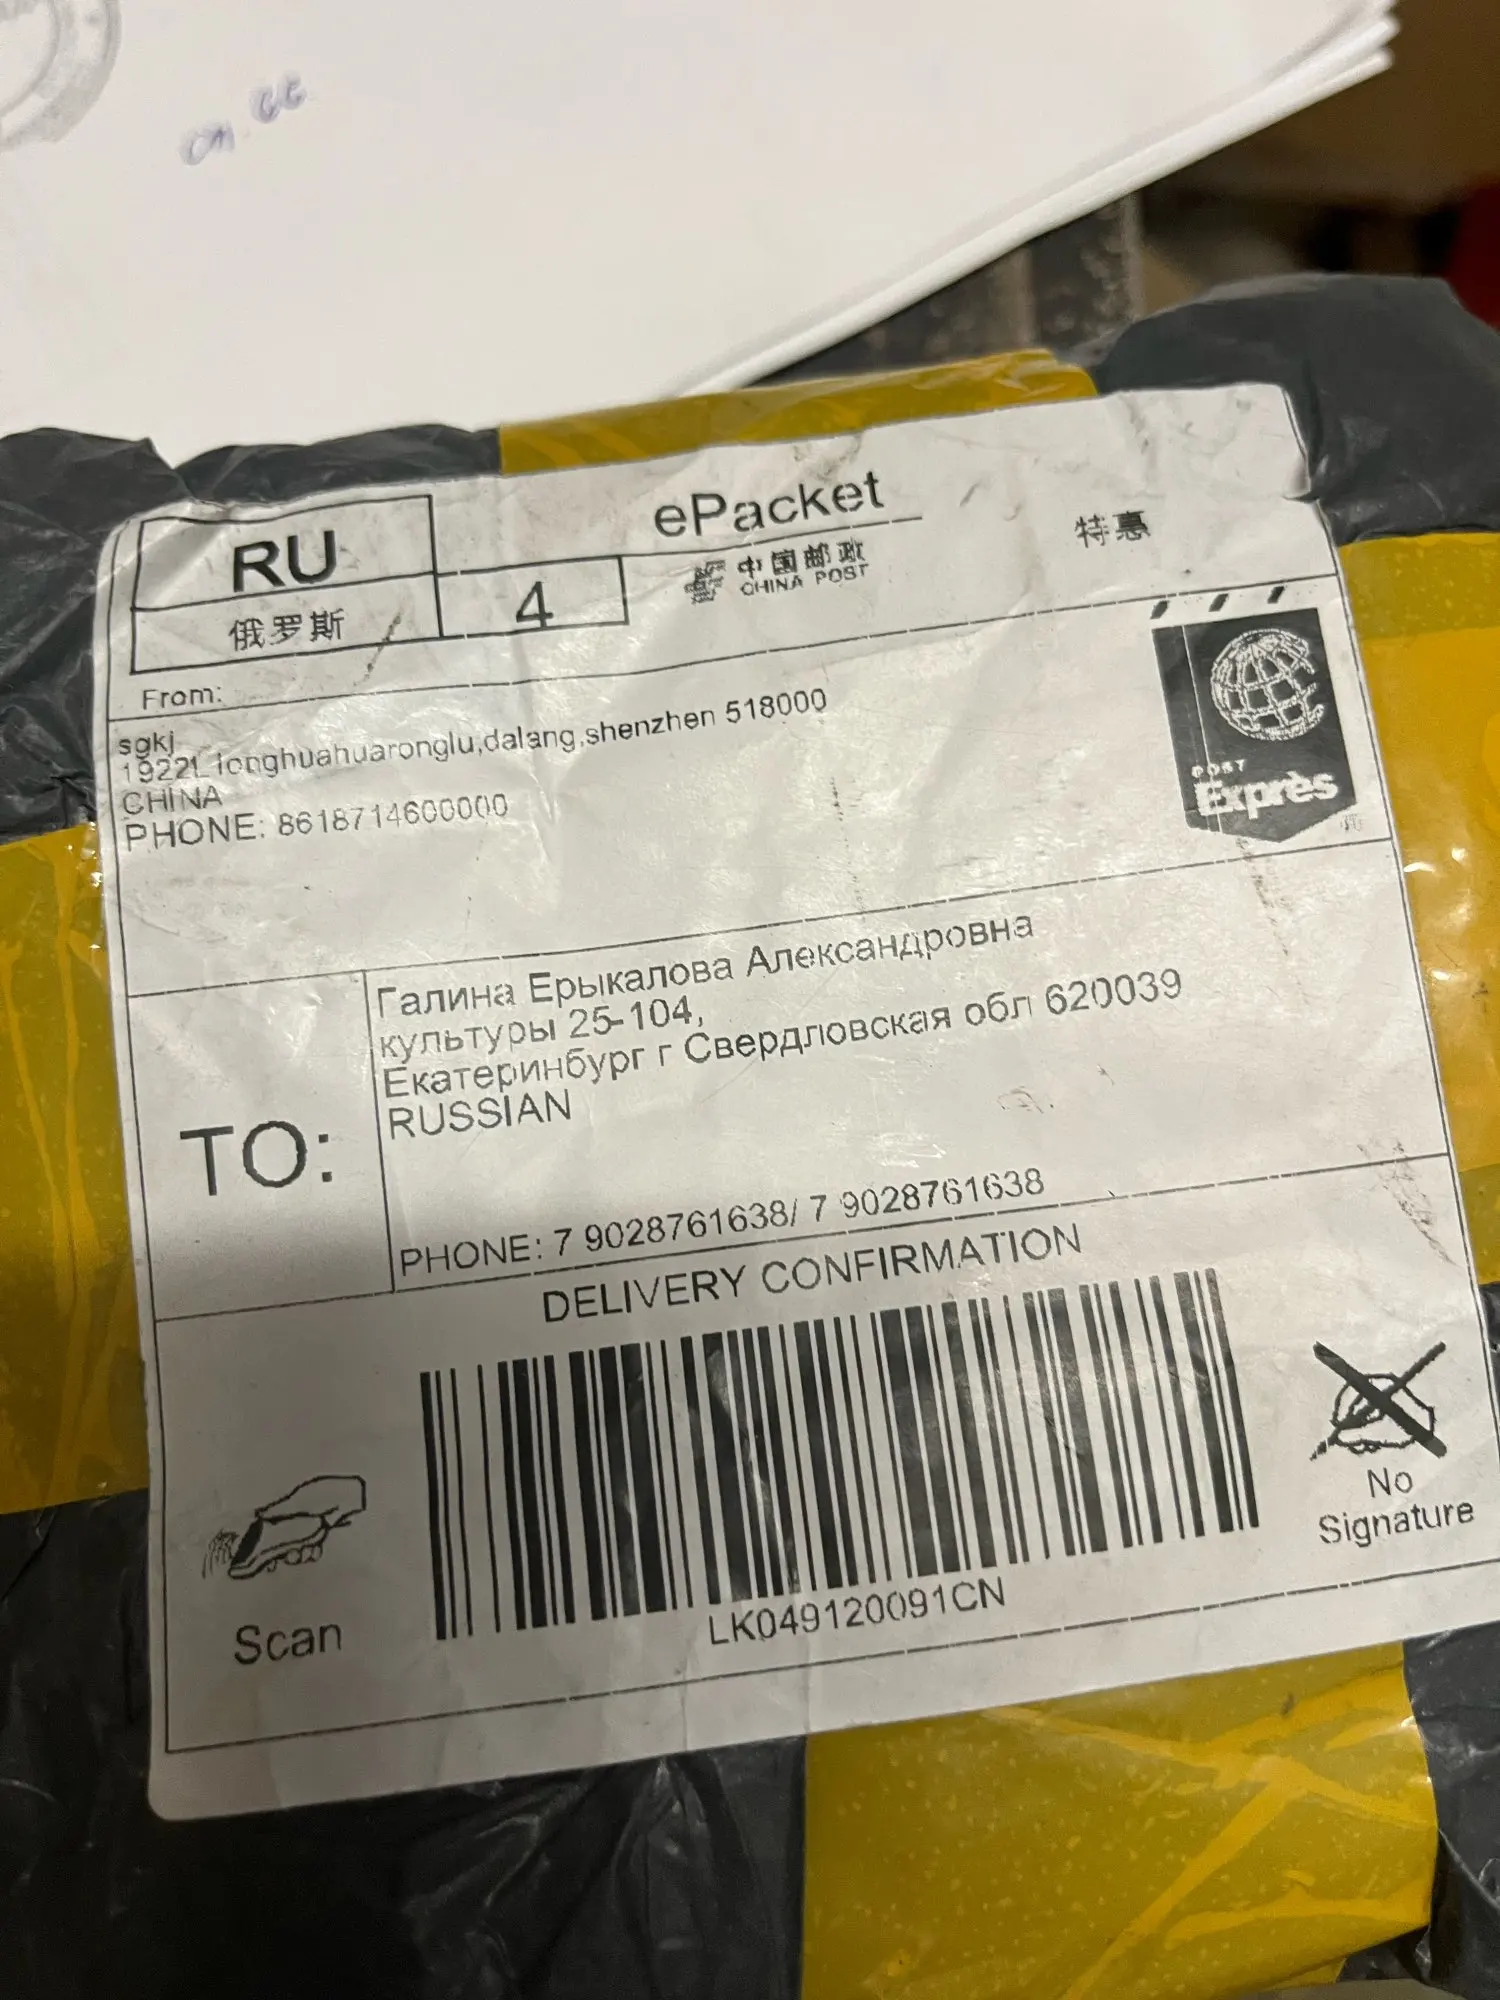 RU
俄罗斯
4
ePacket
中国邮政
CHINA POST
特惠
From:
sgkj
1922L longhuahuaronglu,dalang,shenzhen 518000
CHINA
PHONE: 8618714600000
POST
Exprès
TO:
Галина Ерыкалова Александровна
культуры 25-104,
Екатеринбург г Свердловская обл 620039
RUSSIAN
PHONE: 7 9028761638/ 7 9028761638
DELIVERY CONFIRMATION
Scan
LK049120091CN
No
Signature